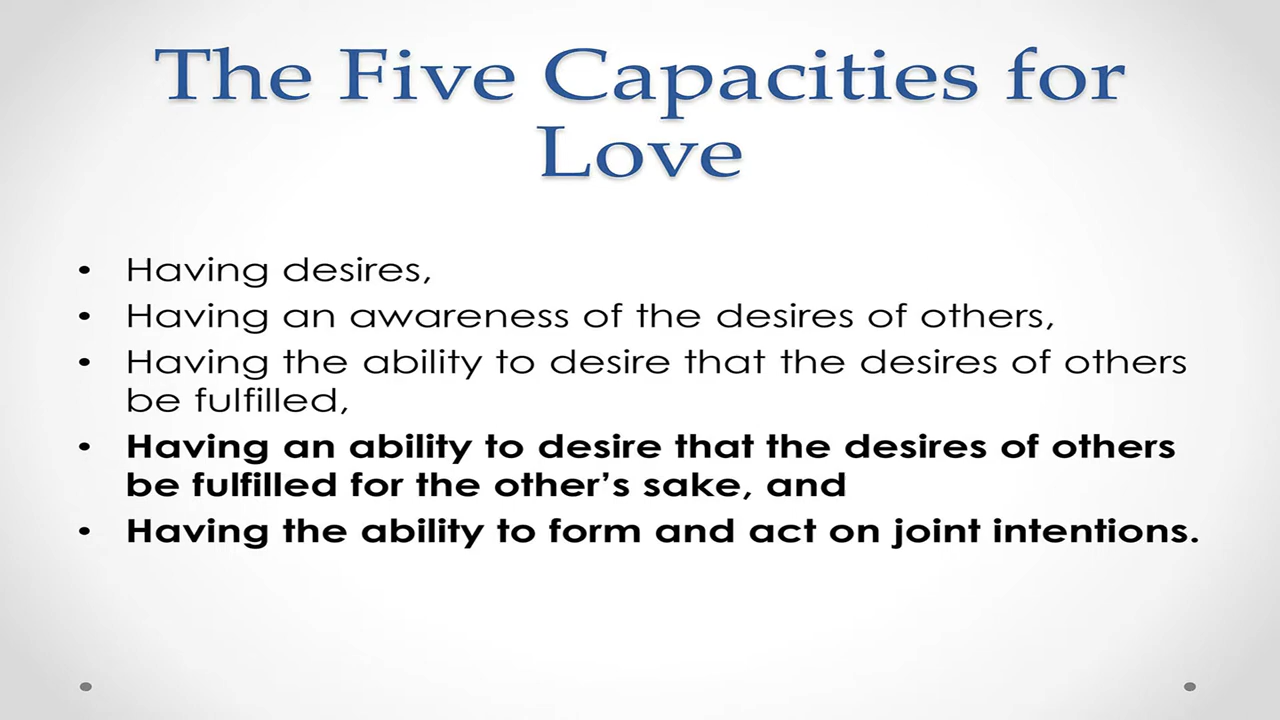 The Five Capacities for
Love
• Having desires,
• Having an awareness of the desires of others,
• Having the ability to desire that the desires of others
be fulfilled,
• Having an ability to desire that the desires of others
be fulfilled for the other’s sake, and
• Having the ability to form and act on joint intentions.